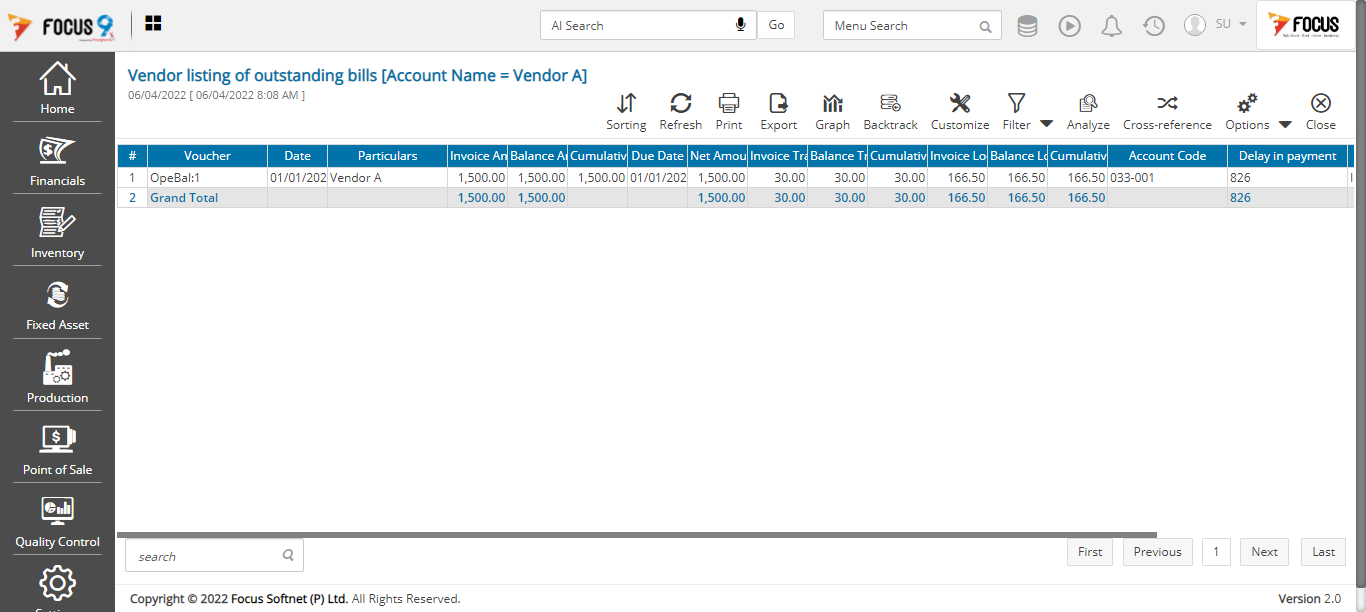 FOCUS 9
AI Search Go Menu Search SU FOCUS
Home
Financials
Inventory
Fixed Asset
Production
Point of Sale
Quality Control
Vendor listing of outstanding bills [Account Name = Vendor A]
06/04/2022 [ 06/04/2022 8:08 AM ]
Sorting Refresh Print Export Graph Backtrack Customize Filter Analyze Cross-reference Options Close
# Voucher Date Particulars Invoice An Balance A Cumulativ Due Date Net Amou Invoice Tra Balance Tr Cumulativ Invoice Lo Balance Lo Cumulativ Account Code Delay in payment
1 OpeBal:1 01/01/202 Vendor A 1,500.00 1,500.00 1,500.00 01/01/202 1,500.00 30.00 30.00 30.00 166.50 166.50 166.50 033-001 826
2 Grand Total 1,500.00 1,500.00 1,500.00 30.00 30.00 30.00 166.50 166.50 166.50 826
search First Previous 1 Next Last
Copyright © 2022 Focus Softnet (P) Ltd. All Rights Reserved. Version 2.0